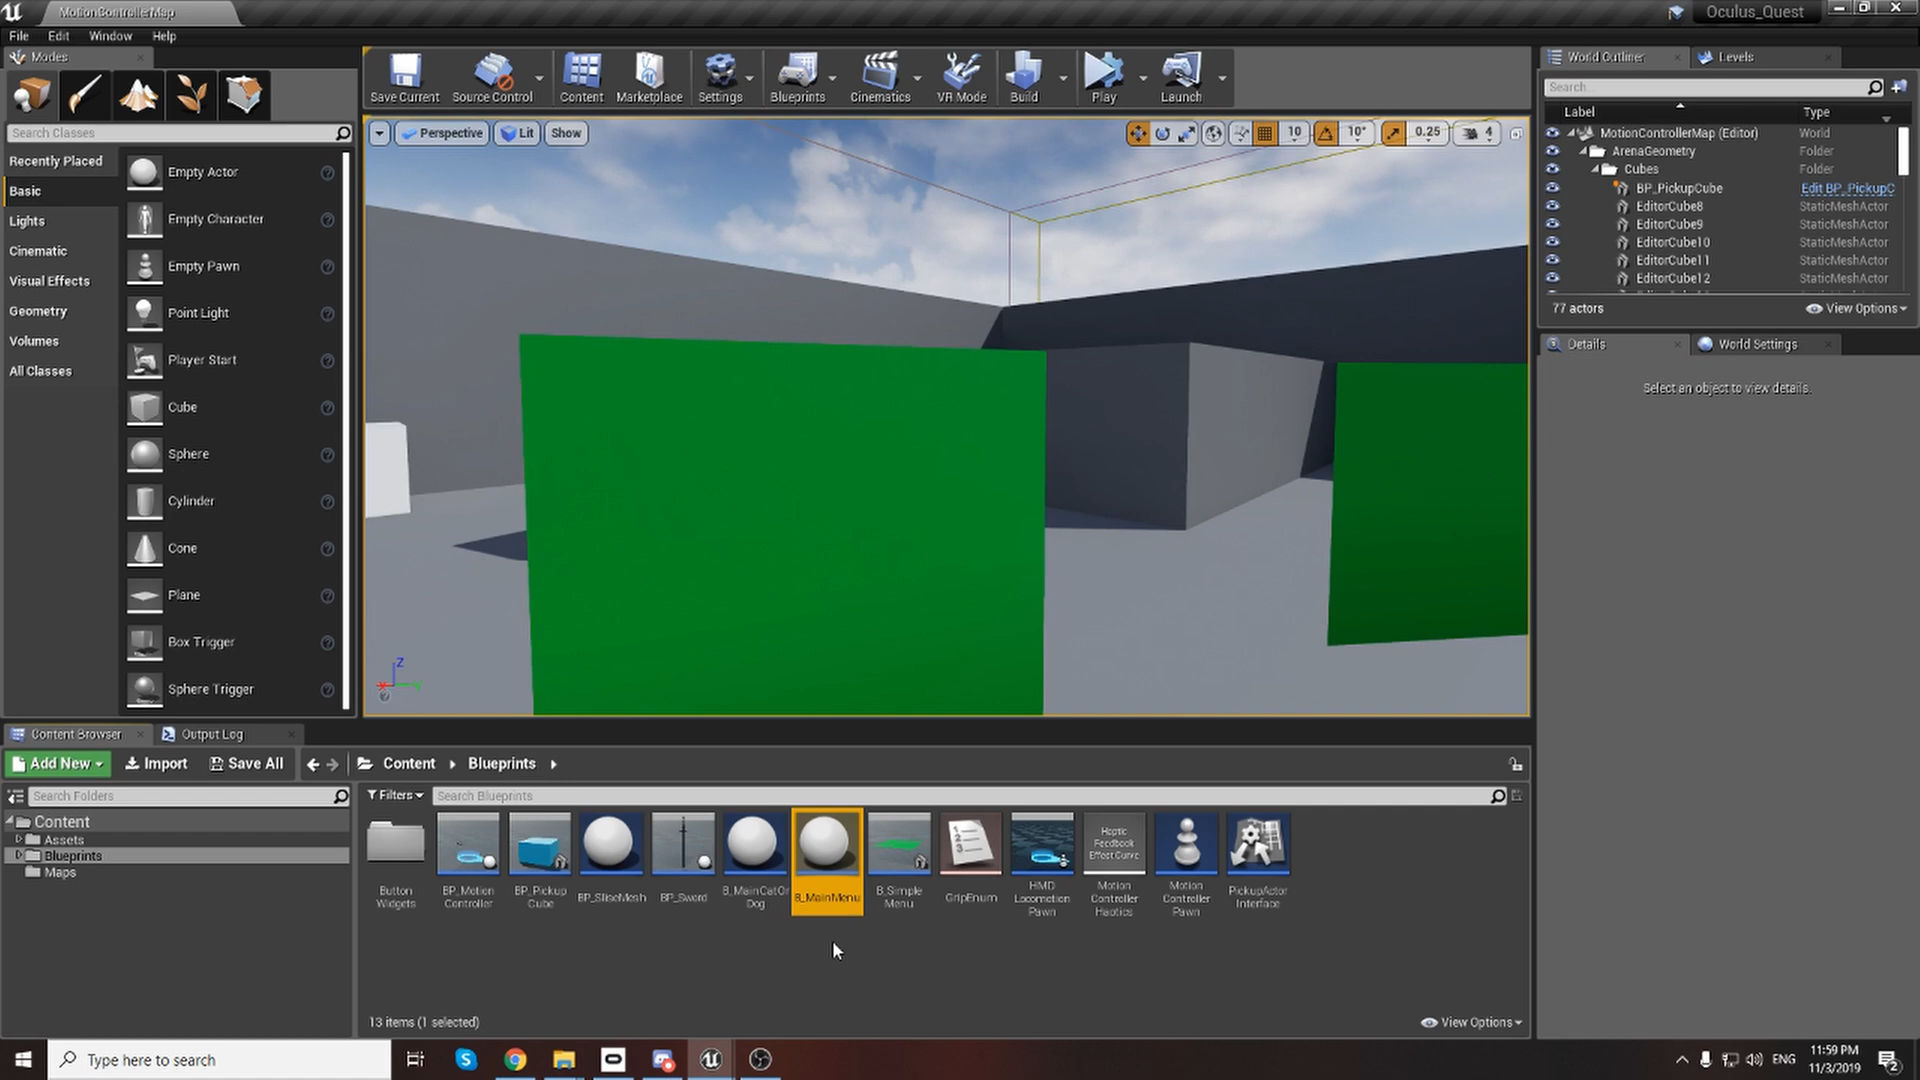 MotionControllerMap
Oculus_Quest
File Edit Window Help
Modes
Save Current
Source Control
Content
Marketplace
Settings
Blueprints
Cinematics
VR Mode
Build
Play
Launch
Search Classes
Recently Placed
Basic
Lights
Cinematic
Visual Effects
Geometry
Volumes
All Classes
Empty Actor
Empty Character
Empty Pawn
Point Light
Player Start
Cube
Sphere
Cylinder
Cone
Plane
Box Trigger
Sphere Trigger
Perspective Lit Show
10 10° 0.25 4
Z
World Outliner Levels
Search...
Label Type
MotionControllerMap (Editor) World
ArenaGeometry Folder
Cubes Folder
BP_PickupCube Edit BP_PickupC
EditorCube8 StaticMeshActor
EditorCube9 StaticMeshActor
EditorCube10 StaticMeshActor
EditorCube11 StaticMeshActor
EditorCube12 StaticMeshActor
77 actors View Options
Details World Settings
Select an object to view details.
Content Browser Output Log
Add New Import Save All Content Blueprints
Search Folders
Content
Assets
Blueprints
Maps
Filters Search Blueprints
Button Widgets
BP_Motion Controller
BP_Pickup Cube
BP_SliseMesh
BP_Sword
B_MainCatOr Dog
B_MainMenu
B_Simple Menu
GripEnum
HMD Locomotion Pawn
Haptic Feedback Effect Curve
Motion Controller Haptics
Motion Controller Pawn
PickupActor Interface
13 items (1 selected) View Options
Type here to search
ENG
11:59 PM
11/3/2019
2